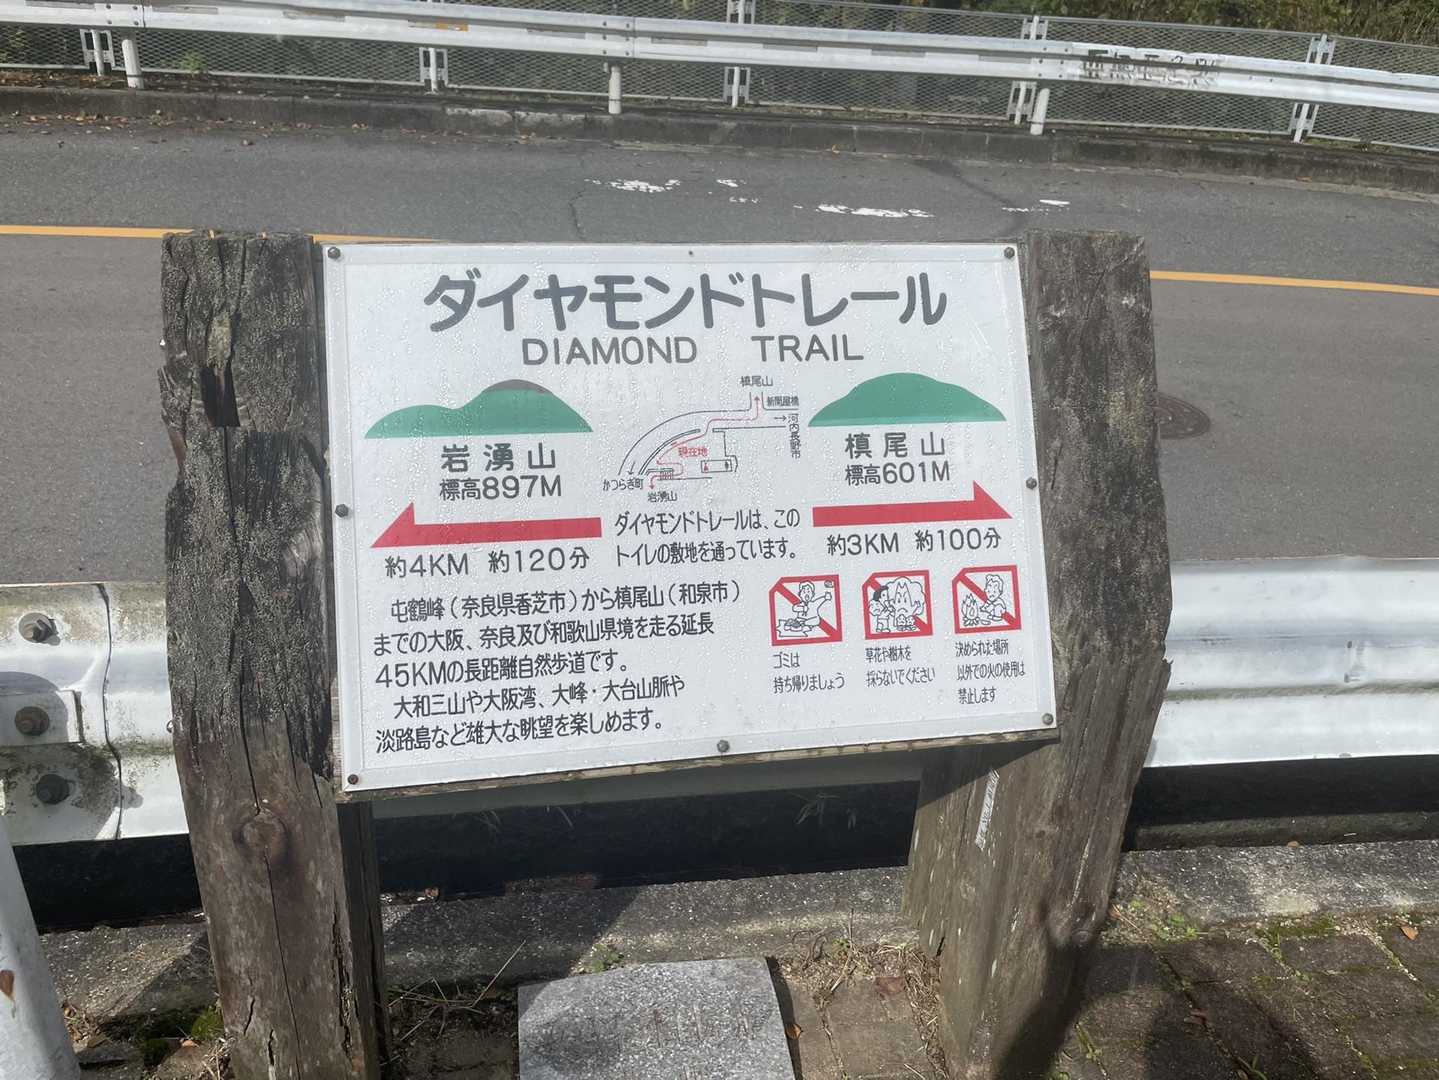 ダイヤモンドトレール
DIAMOND TRAIL
岩湧山
標高897M
約4KM 約120分
槙尾山
新関屋橋
河内長野市
現在地
かつらぎ町
岩湧山
槙尾山
標高601M
約3KM 約100分
ダイヤモンドトレールは、この
トイレの敷地を通っています。
屯鶴峰(奈良県香芝市)から槙尾山(和泉市)
までの大阪、奈良及び和歌山県境を走る延長
45KMの長距離自然歩道です。
大和三山や大阪湾、大峰・大台山脈や
淡路島など雄大な眺望を楽しめます。
ゴミは
持ち帰りましょう
草花や樹木を
採らないでください
決められた場所
以外での火の使用は
禁止します